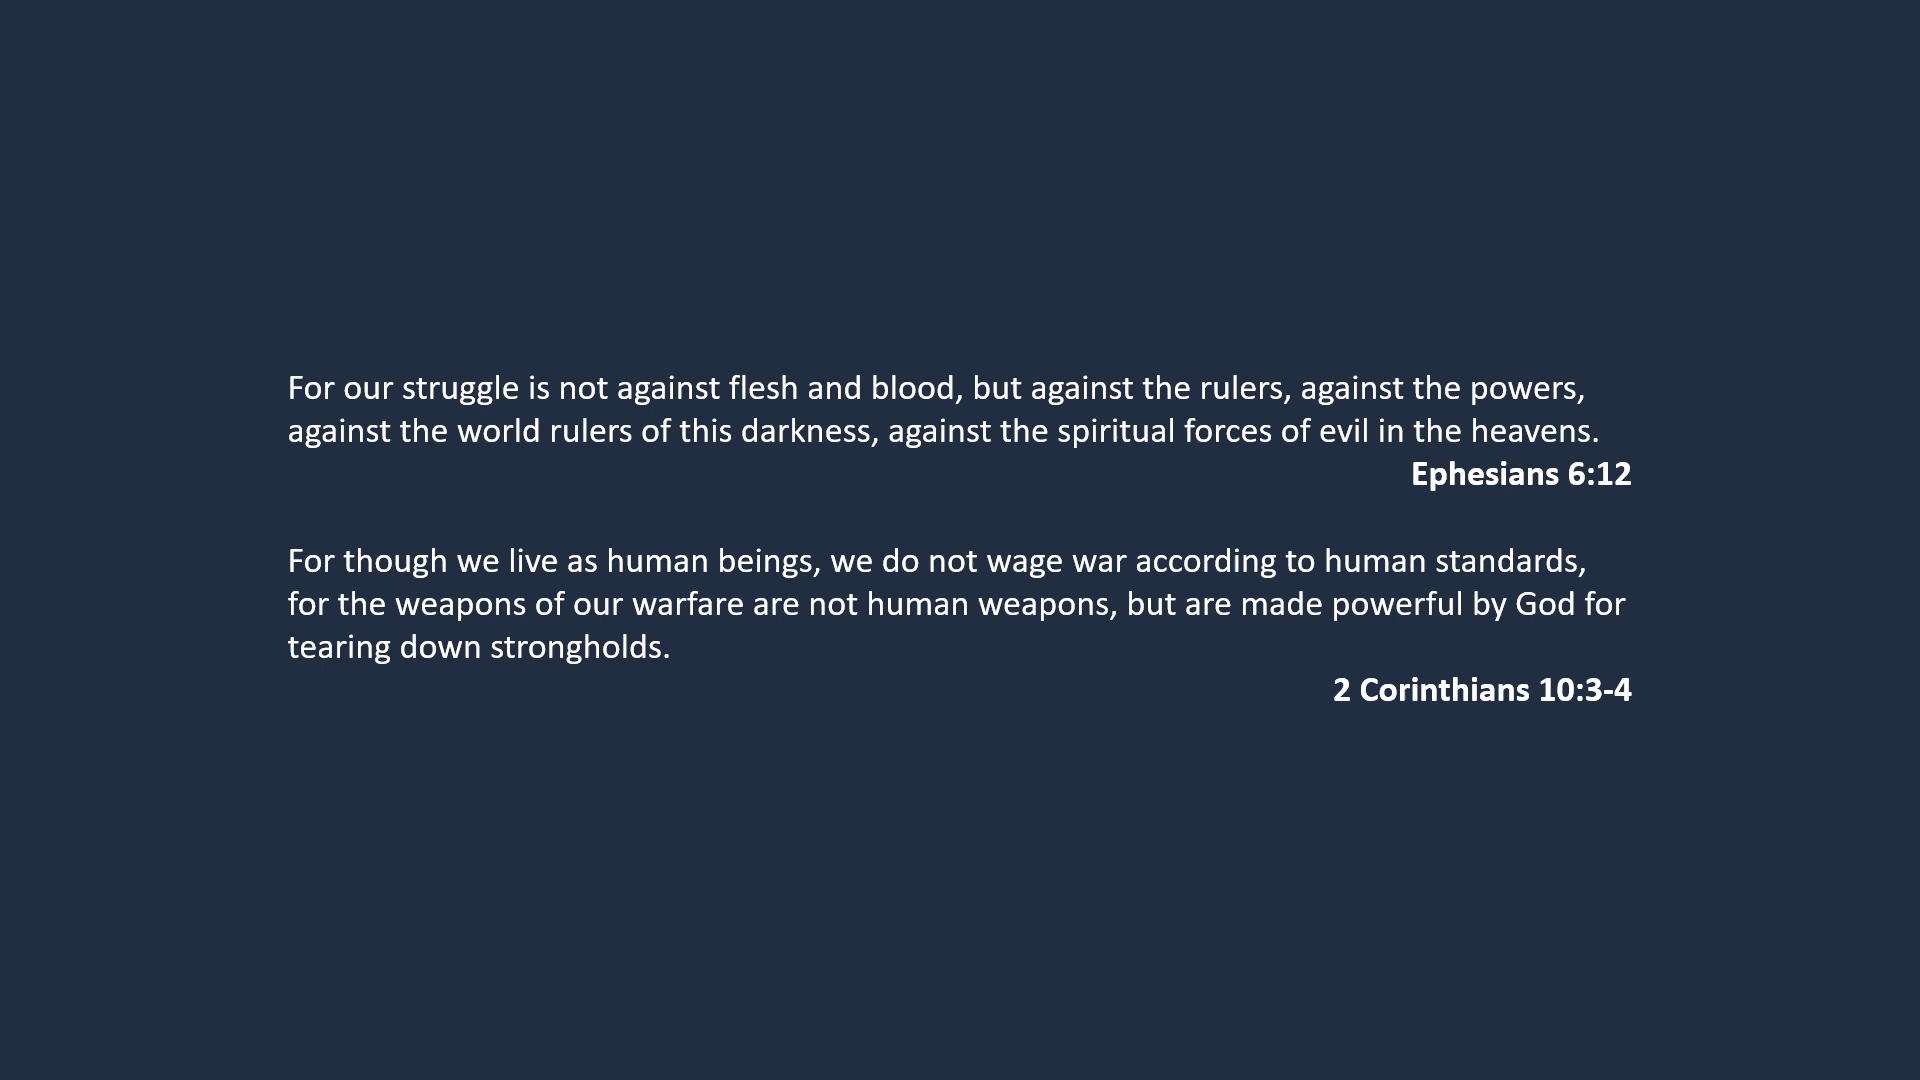 For our struggle is not against flesh and blood, but against the rulers, against the powers,
against the world rulers of this darkness, against the spiritual forces of evil in the heavens.
Ephesians 6:12
For though we live as human beings, we do not wage war according to human standards,
for the weapons of our warfare are not human weapons, but are made powerful by God for
tearing down strongholds.
2 Corinthians 10:3-4